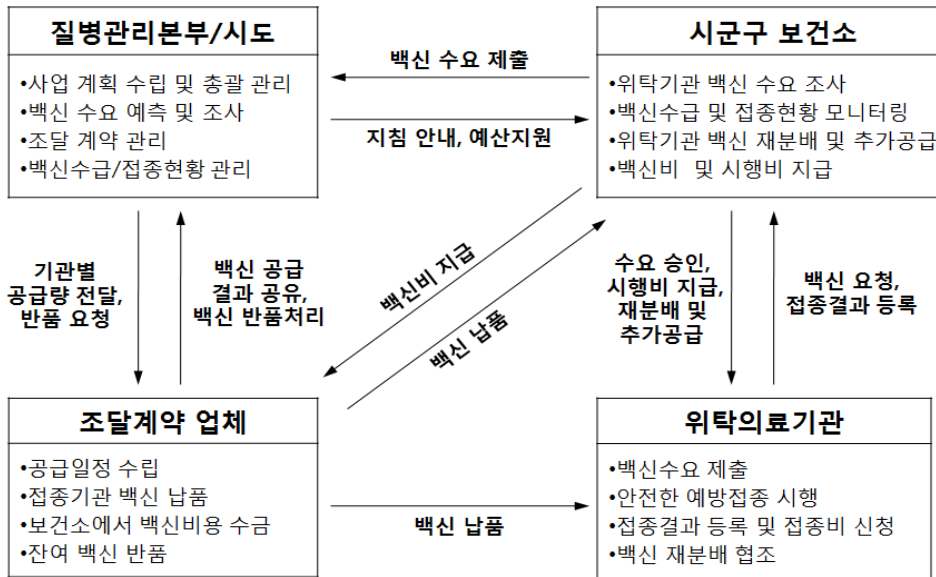 질병관리본부/시도
•사업 계획 수립 및 총괄 관리
•백신 수요 예측 및 조사
•조달 계약 관리
•백신수급/접종현황 관리
백신 수요 제출
지침 안내, 예산지원
시군구 보건소
•위탁기관 백신 수요 조사
•백신수급 및 접종현황 모니터링
•위탁기관 백신 재분배 및 추가공급
•백신비 및 시행비 지급
기관별
공급량 전달,
반품 요청
백신 공급
결과 공유,
백신 반품처리
백신비 지급
백신 납품
수요 승인,
시행비 지급,
재분배 및
추가공급
백신 요청,
접종결과 등록
조달계약 업체
•공급일정 수립
•접종기관 백신 납품
•보건소에서 백신비용 수금
•잔여 백신 반품
백신 납품
위탁의료기관
•백신수요 제출
•안전한 예방접종 시행
•접종결과 등록 및 접종비 신청
•백신 재분배 협조